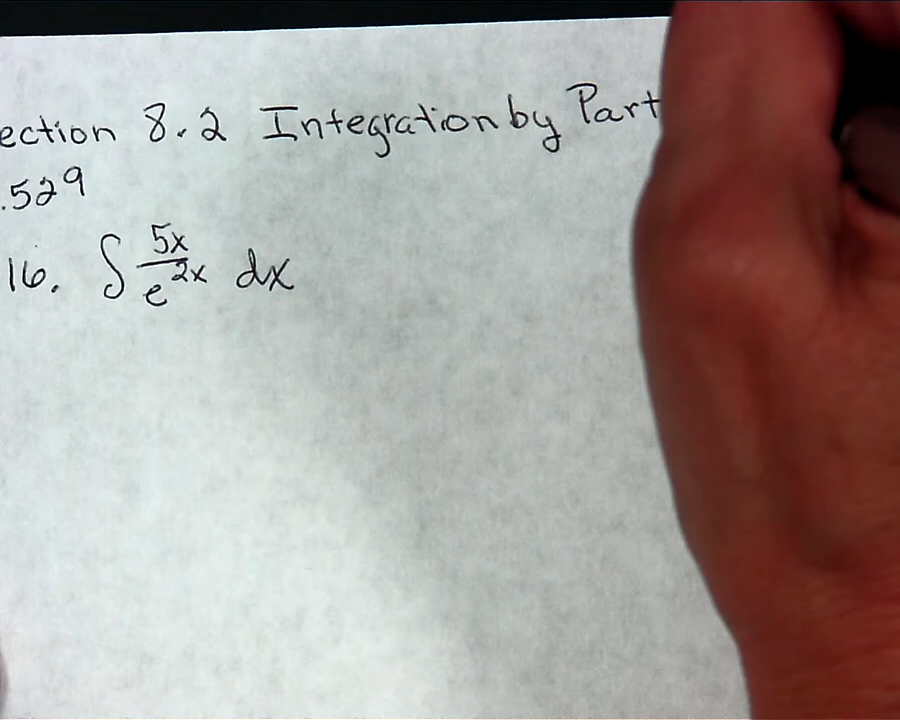 ection 8.2 Integration by Part
.529
16. ∫ 5x/e^2x dx